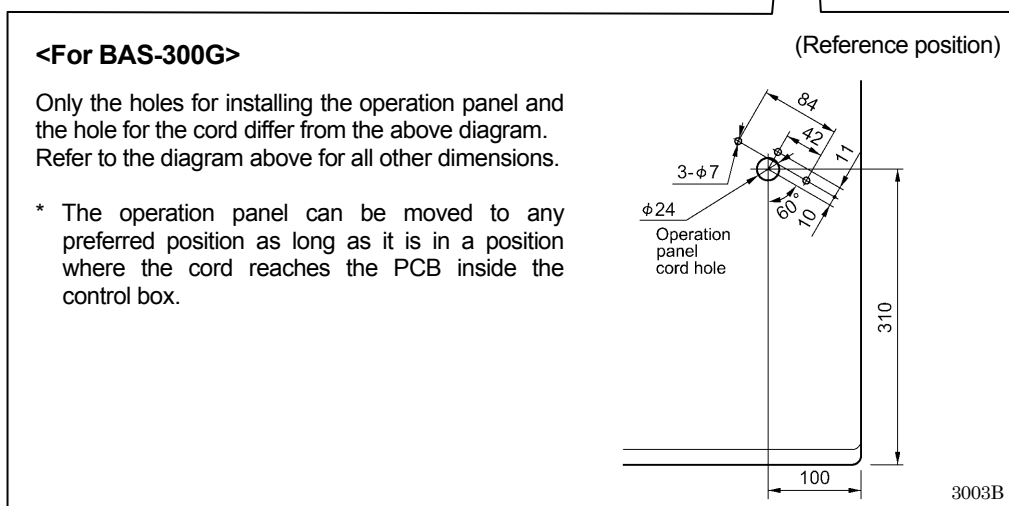 <For BAS-300G>
(Reference position)
Only the holes for installing the operation panel and
the hole for the cord differ from the above diagram.
Refer to the diagram above for all other dimensions.
* The operation panel can be moved to any
preferred position as long as it is in a position
where the cord reaches the PCB inside the
control box.
84
42
11
3-φ7
φ24
60°
10
Operation
panel
cord hole
310
100
3003B